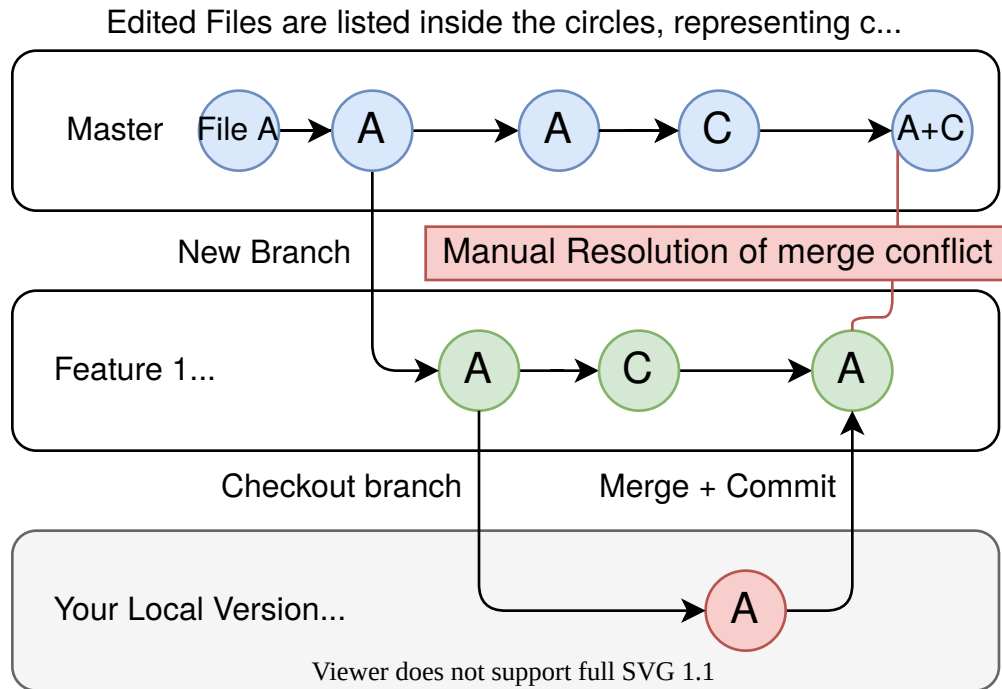 Edited Files are listed inside the circles, representing c...
Master
File A
A
A
C
A+C
New Branch
Manual Resolution of merge conflict
Feature 1...
A
C
A
Checkout branch
Merge + Commit
Your Local Version...
A
Viewer does not support full SVG 1.1